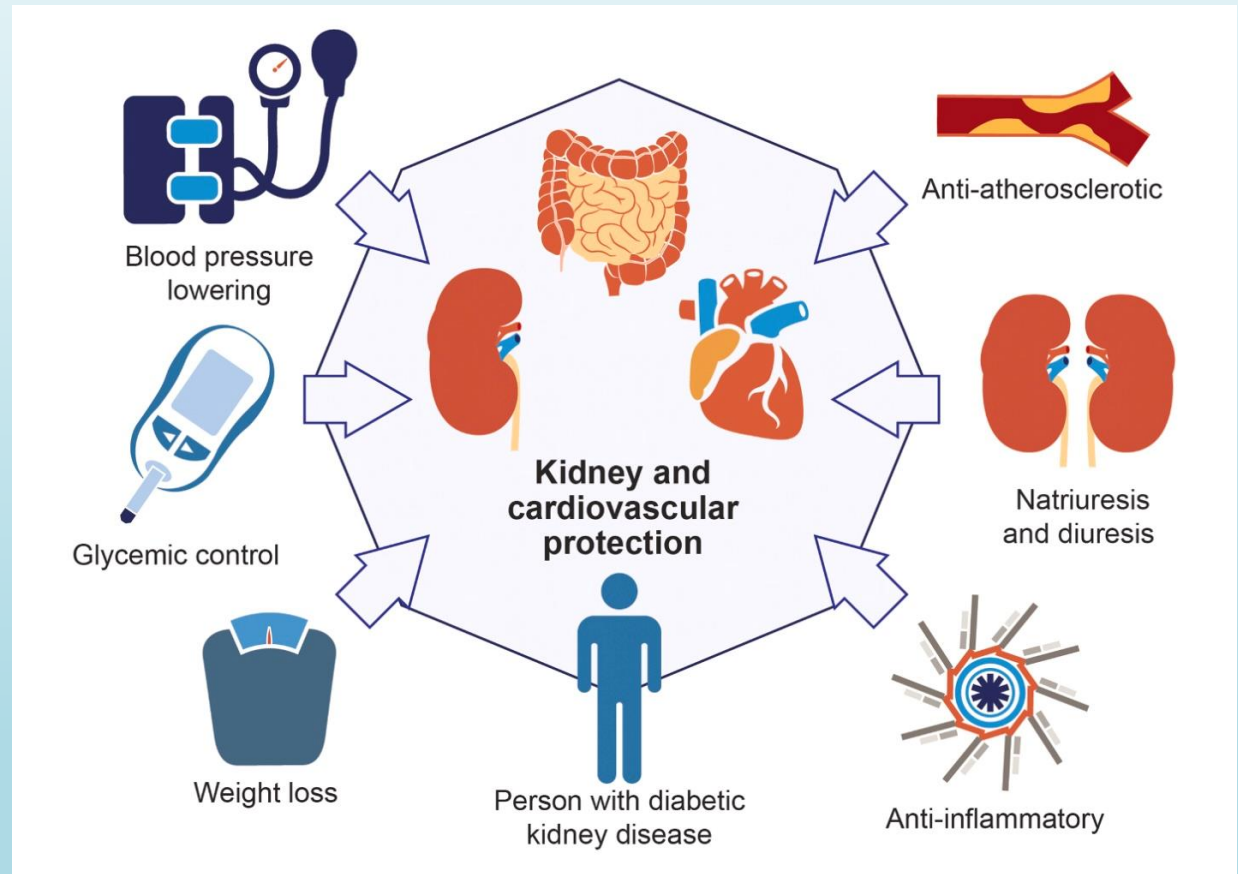 Blood pressure
lowering
Anti-atherosclerotic
Glycemic control
Kidney and
cardiovascular
protection
Natriuresis
and diuresis
Weight loss
Person with diabetic
kidney disease
Anti-inflammatory